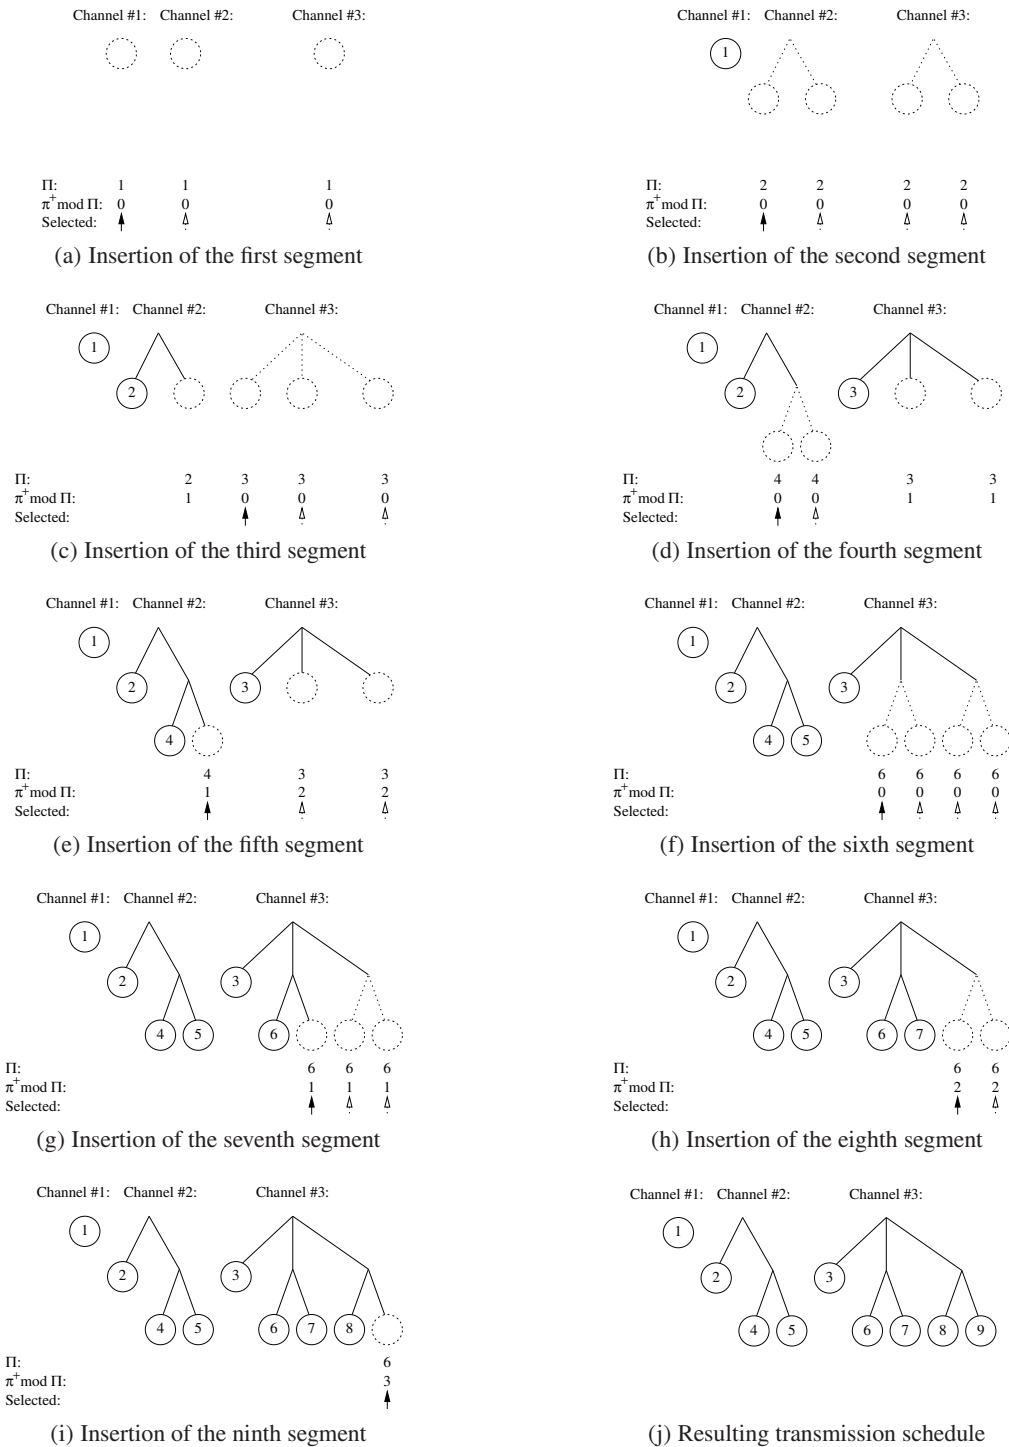 Channel #1: Channel #2: Channel #3:
Π: 1 1 1
π+ mod Π: 0 0 0
Selected:
(a) Insertion of the first segment
Channel #1: Channel #2: Channel #3:
1
Π: 2 2 2 2
π+ mod Π: 0 0 0 0
Selected:
(b) Insertion of the second segment
Channel #1: Channel #2: Channel #3:
1
2
Π: 2 3 3 3
π+ mod Π: 1 0 0 0
Selected:
(c) Insertion of the third segment
Channel #1: Channel #2: Channel #3:
1
2 3
Π: 4 4 3 3
π+ mod Π: 0 0 1 1
Selected:
(d) Insertion of the fourth segment
Channel #1: Channel #2: Channel #3:
1
2 3
4
Π: 4 3 3
π+ mod Π: 1 2 2
Selected:
(e) Insertion of the fifth segment
Channel #1: Channel #2: Channel #3:
1
2 3
4 5
Π: 6 6 6 6
π+ mod Π: 0 0 0 0
Selected:
(f) Insertion of the sixth segment
Channel #1: Channel #2: Channel #3:
1
2 3
4 5 6
Π: 6 6 6
π+ mod Π: 1 1 1
Selected:
(g) Insertion of the seventh segment
Channel #1: Channel #2: Channel #3:
1
2 3
4 5 6 7
Π: 6 6
π+ mod Π: 2 2
Selected:
(h) Insertion of the eighth segment
Channel #1: Channel #2: Channel #3:
1
2 3
4 5 6 7 8
Π: 6
π+ mod Π: 3
Selected:
(i) Insertion of the ninth segment
Channel #1: Channel #2: Channel #3:
1
2 3
4 5 6 7 8 9
(j) Resulting transmission schedule